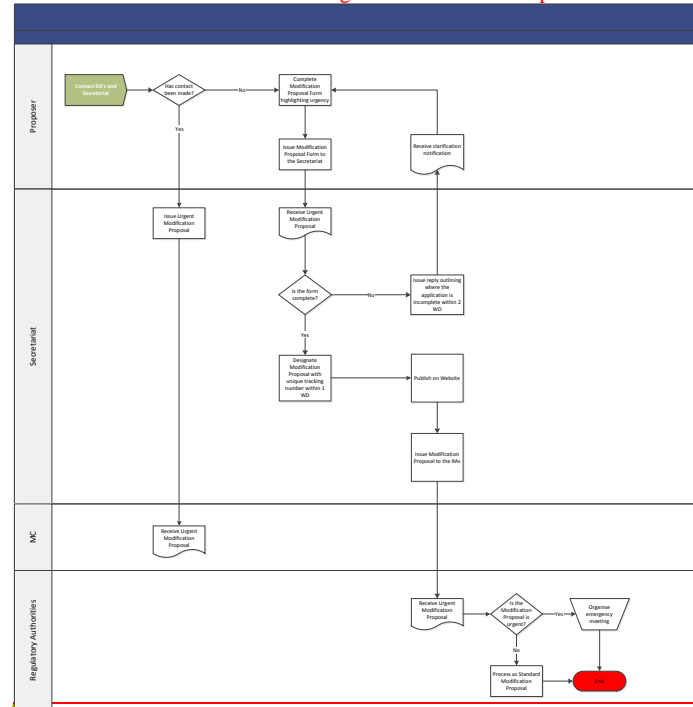 Proposer
Contact RA's and
Secretariat
Has contact
been made?
No
Complete
Modification
Proposal Form
highlighting urgency
Yes
Issue Modification
Proposal Form to
the Secretariat
Receive clarification
notification
Secretariat
Issue Urgent
Modification
Proposal
Receive Urgent
Modification
Proposal
Is the form
complete?
No
Issue reply outlining
where the
application is
incomplete within 2
WD
Yes
Designate
Modification
Proposal with
unique tracking
number within 1
WD
Publish on Website
Issue Modification
Proposal to the RAs
MC
Receive Urgent
Modification
Proposal
Regulatory Authorities
Receive Urgent
Modification
Proposal
Is the
Modification
Proposal is
urgent?
Yes
Organise
emergency
meeting
No
Process as Standard
Modification
Proposal
End